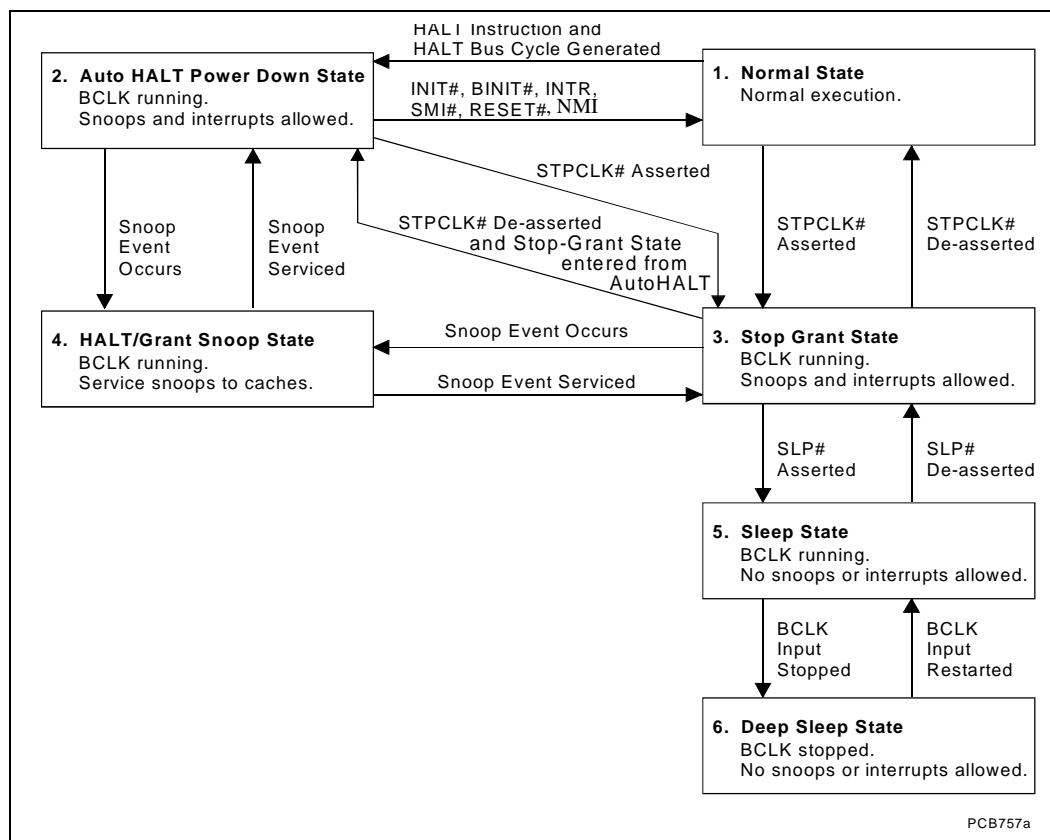 HALT Instruction and
HALT Bus Cycle Generated
2. Auto HALT Power Down State
BCLK running.
Snoops and interrupts allowed.
1. Normal State
Normal execution.
INIT#, BINIT#, INTR,
SMI#, RESET#, NMI
STPCLK# Asserted
STPCLK# De-asserted
and Stop-Grant State
entered from
AutoHALT
Snoop
Event
Occurs
Snoop
Event
Serviced
STPCLK#
Asserted
STPCLK#
De-asserted
4. HALT/Grant Snoop State
BCLK running.
Service snoops to caches.
Snoop Event Occurs
Snoop Event Serviced
3. Stop Grant State
BCLK running.
Snoops and interrupts allowed.
SLP#
Asserted
SLP#
De-asserted
5. Sleep State
BCLK running.
No snoops or interrupts allowed.
BCLK
Input
Stopped
BCLK
Input
Restarted
6. Deep Sleep State
BCLK stopped.
No snoops or interrupts allowed.
PCB757a